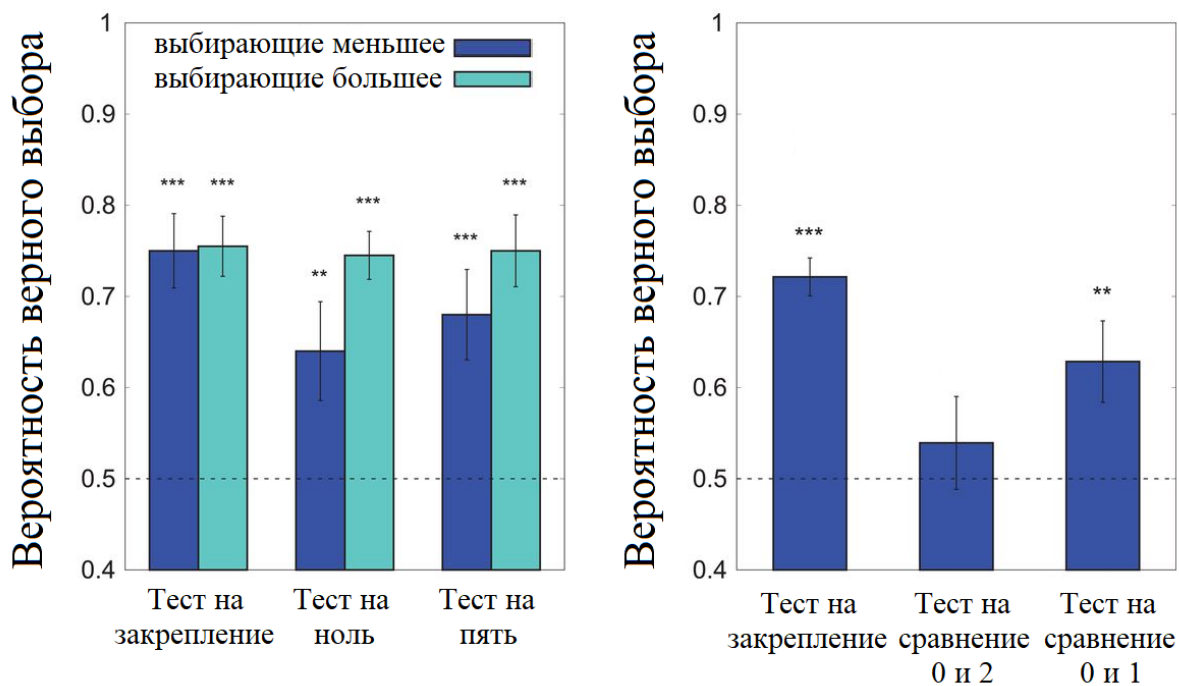 Вероятность верного выбора
1
0.9
0.8
0.7
0.6
0.5
0.4
выбирающие меньшее
выбирающие большее
*** *** ** *** *** ***
Тест на закрепление
Тест на ноль
Тест на пять
Вероятность верного выбора
1
0.9
0.8
0.7
0.6
0.5
0.4
*** **
Тест на закрепление
Тест на сравнение 0 и 2
Тест на сравнение 0 и 1